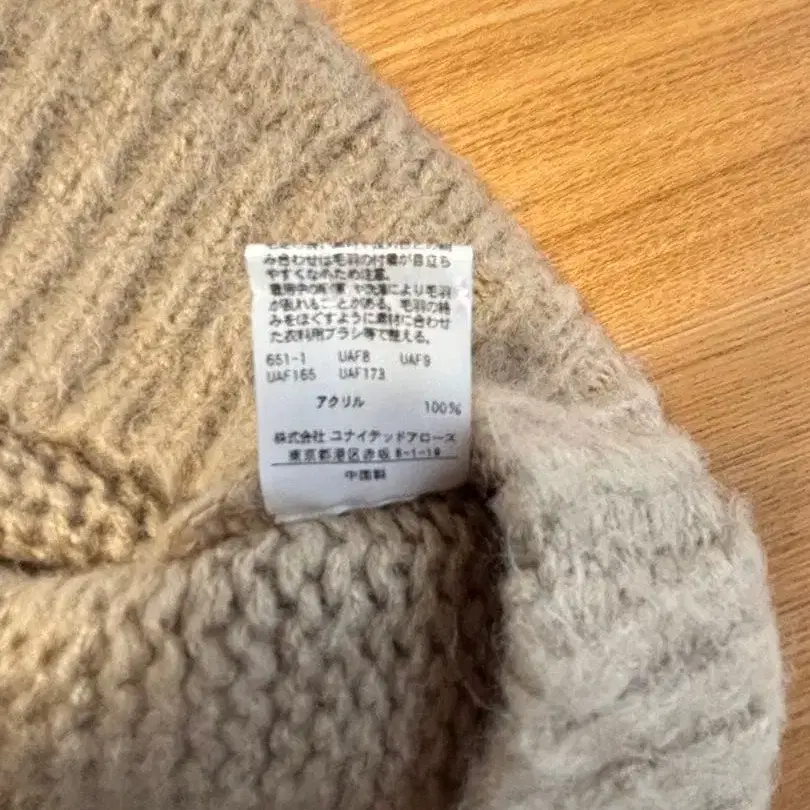 み合わせは毛羽の付着が目立ち
やすくなるため注意。
着用中の摩擦や洗濯により毛羽
が乱れることがある。毛羽の絡
みをほぐすように素材に合わせ
た衣料用ブラシ等で整える。
651-1 UAF8 UAF9
UAF165 UAF173
アクリル 100%
株式会社 ユナイテッドアローズ
東京都港区赤坂 8-1-19
中国製